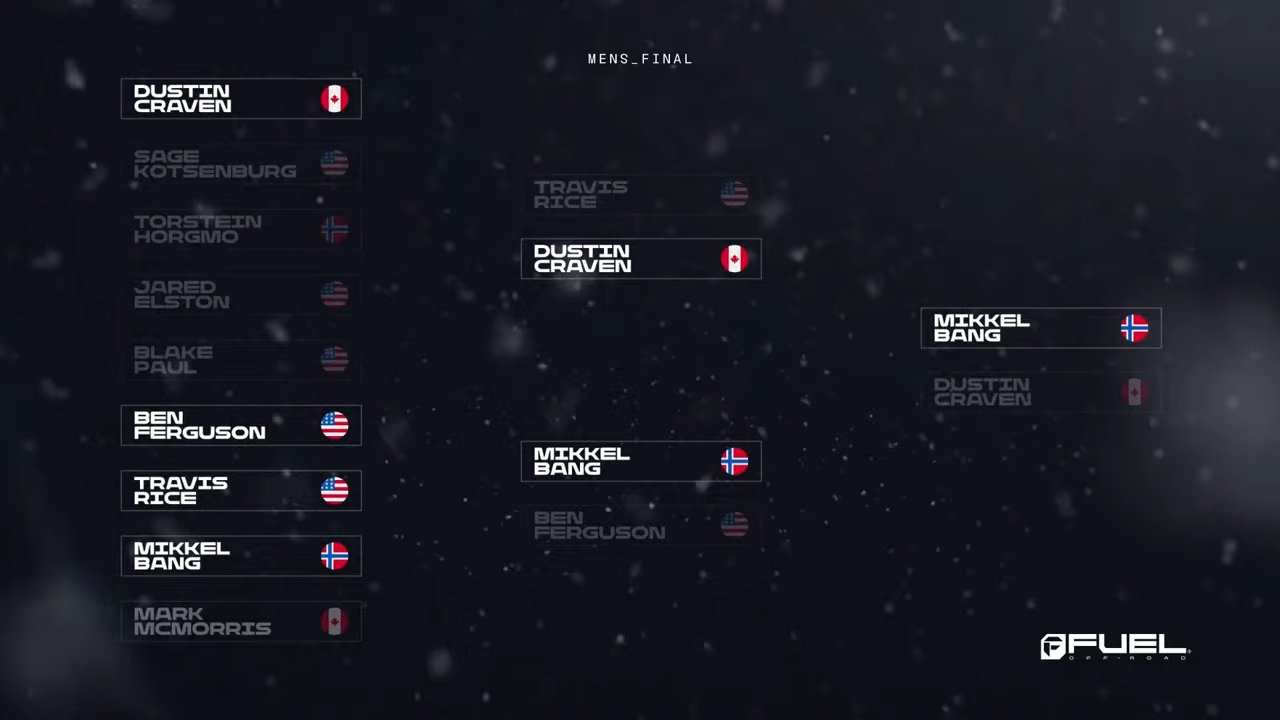 MENS_FINAL
DUSTIN
CRAVEN
SAGE
KOTSENBURG
TORSTEIN
HORGMO
JARED
ELSTON
BLAKE
PAUL
BEN
FERGUSON
TRAVIS
RICE
MIKKEL
BANG
MARK
MCMORRIS
TRAVIS
RICE
DUSTIN
CRAVEN
MIKKEL
BANG
BEN
FERGUSON
MIKKEL
BANG
DUSTIN
CRAVEN
FUEL
OFF-ROAD